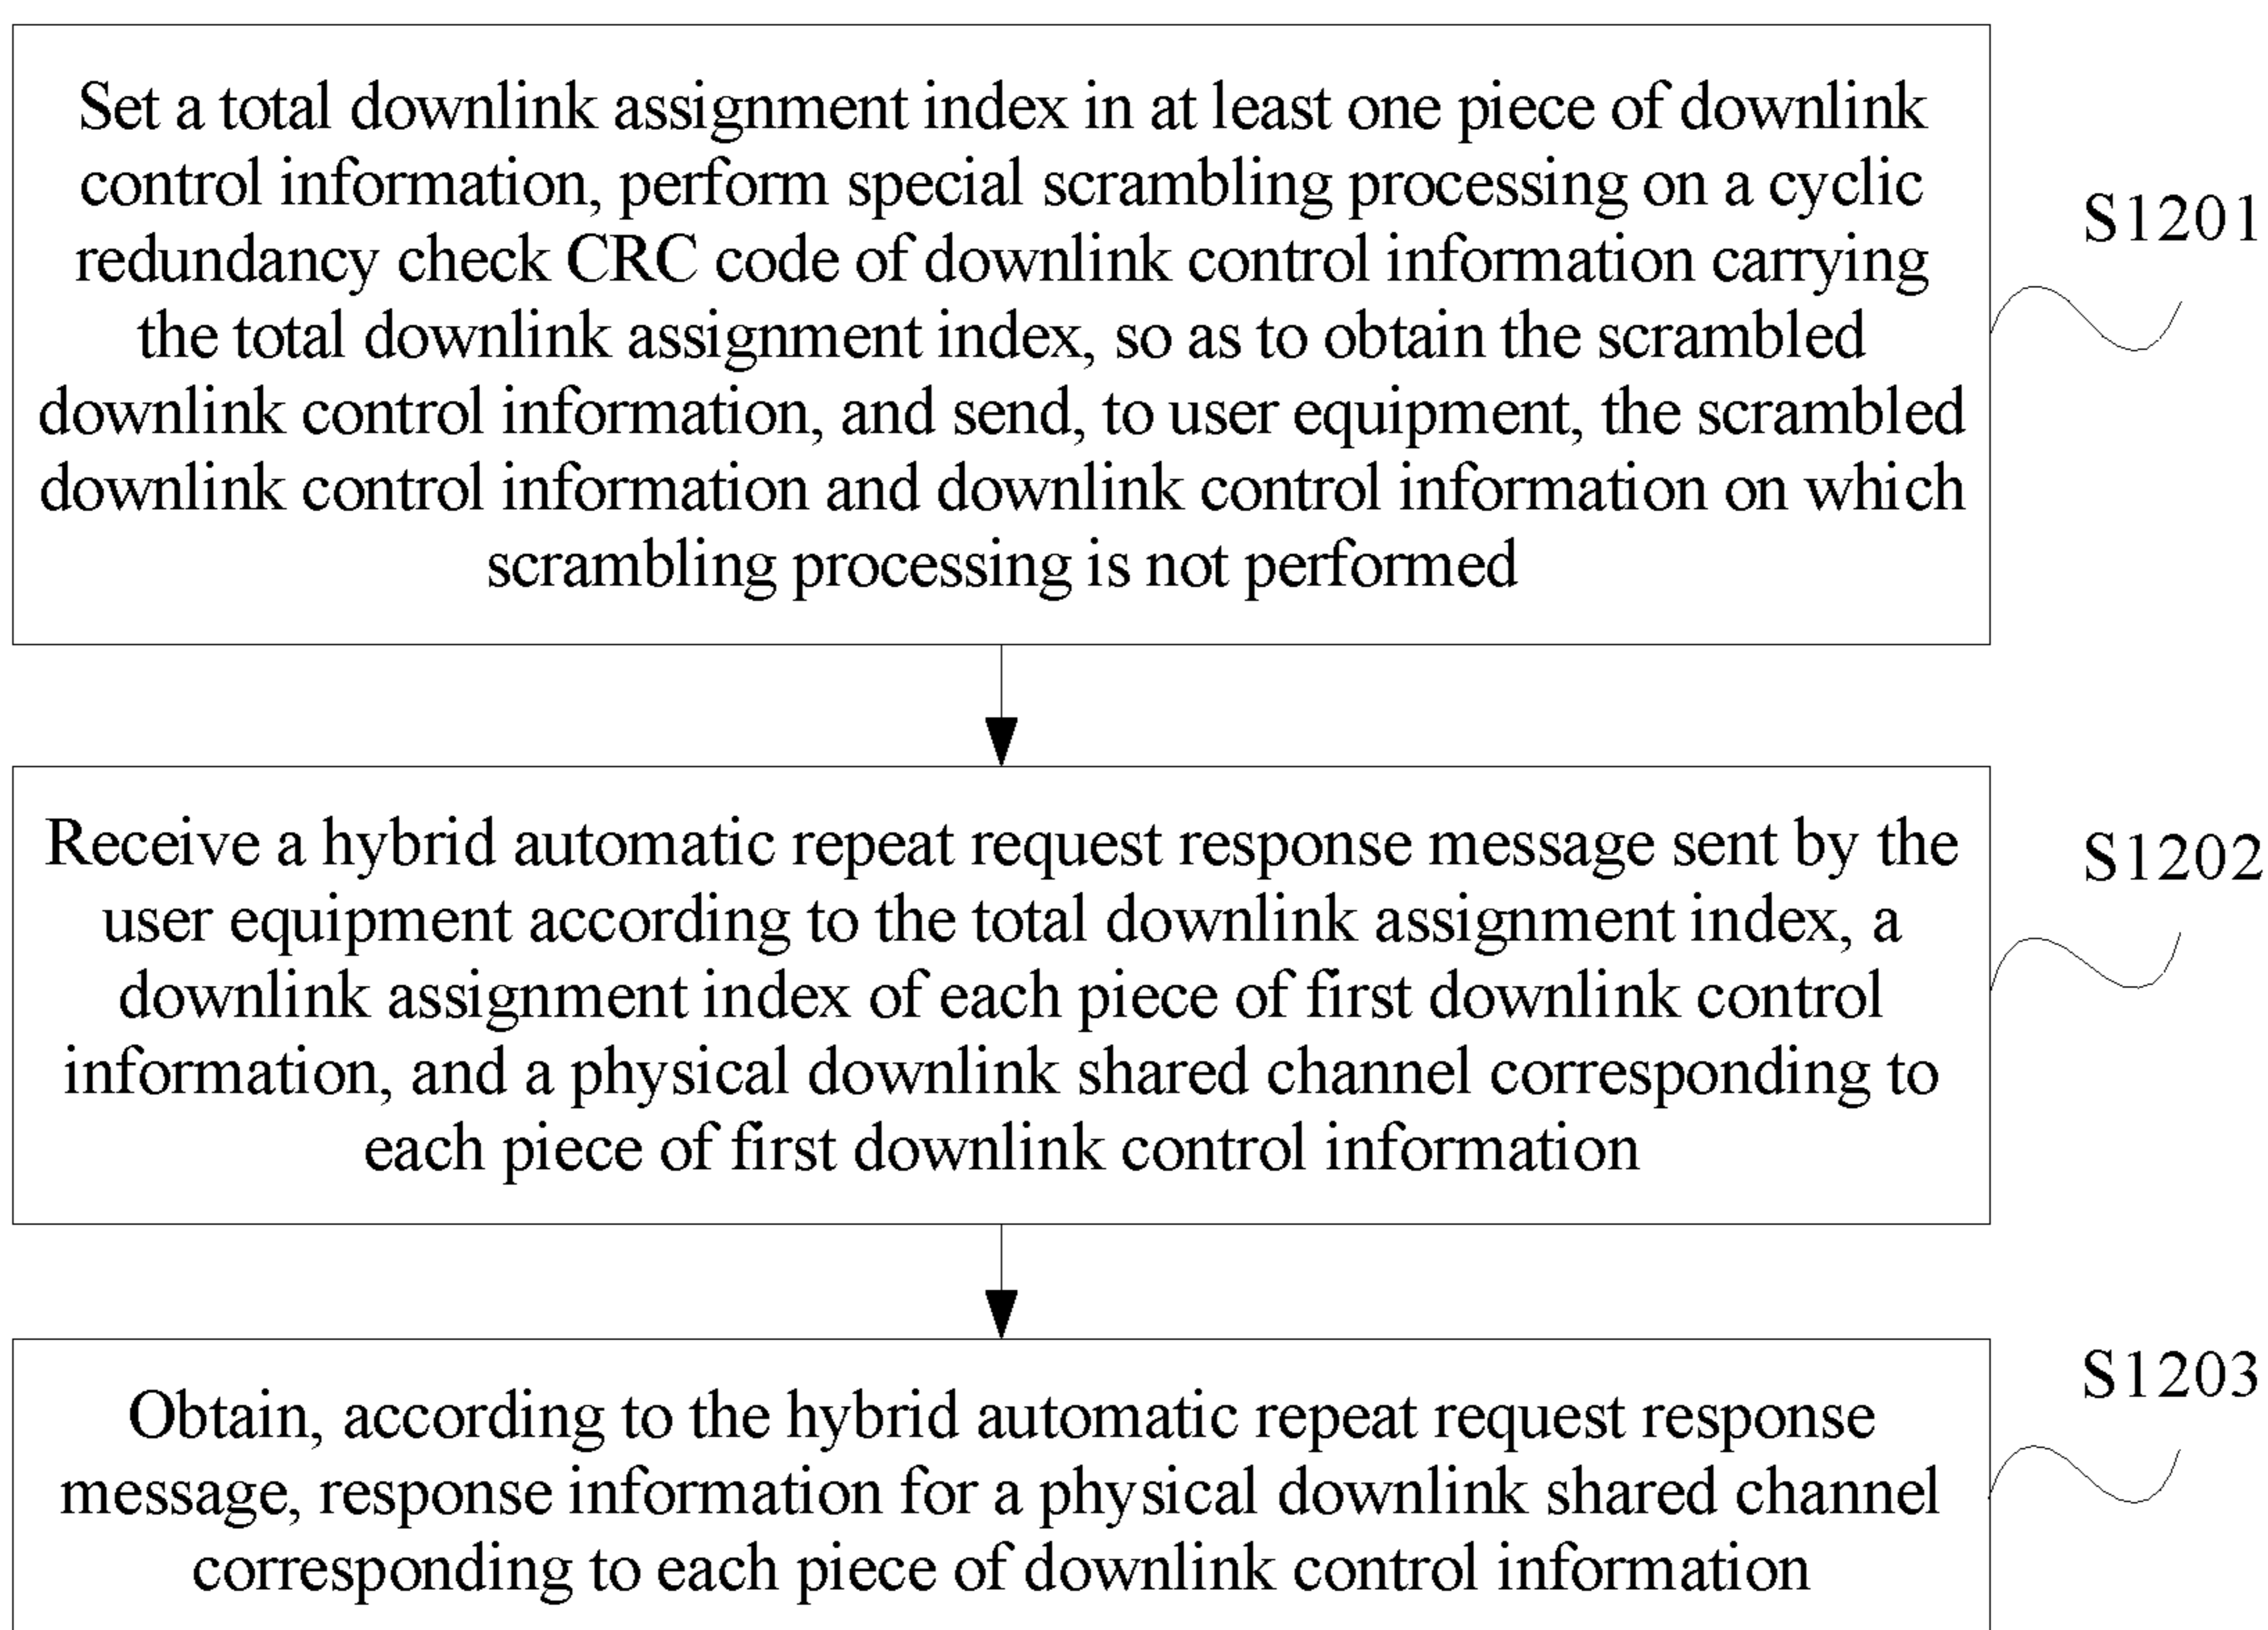 Set a total downlink assignment index in at least one piece of downlink
control information, perform special scrambling processing on a cyclic
redundancy check CRC code of downlink control information carrying
the total downlink assignment index, so as to obtain the scrambled
downlink control information, and send, to user equipment, the scrambled
downlink control information and downlink control information on which
scrambling processing is not performed
S1201
Receive a hybrid automatic repeat request response message sent by the
user equipment according to the total downlink assignment index, a
downlink assignment index of each piece of first downlink control
information, and a physical downlink shared channel corresponding to
each piece of first downlink control information
S1202
Obtain, according to the hybrid automatic repeat request response
message, response information for a physical downlink shared channel
corresponding to each piece of downlink control information
S1203